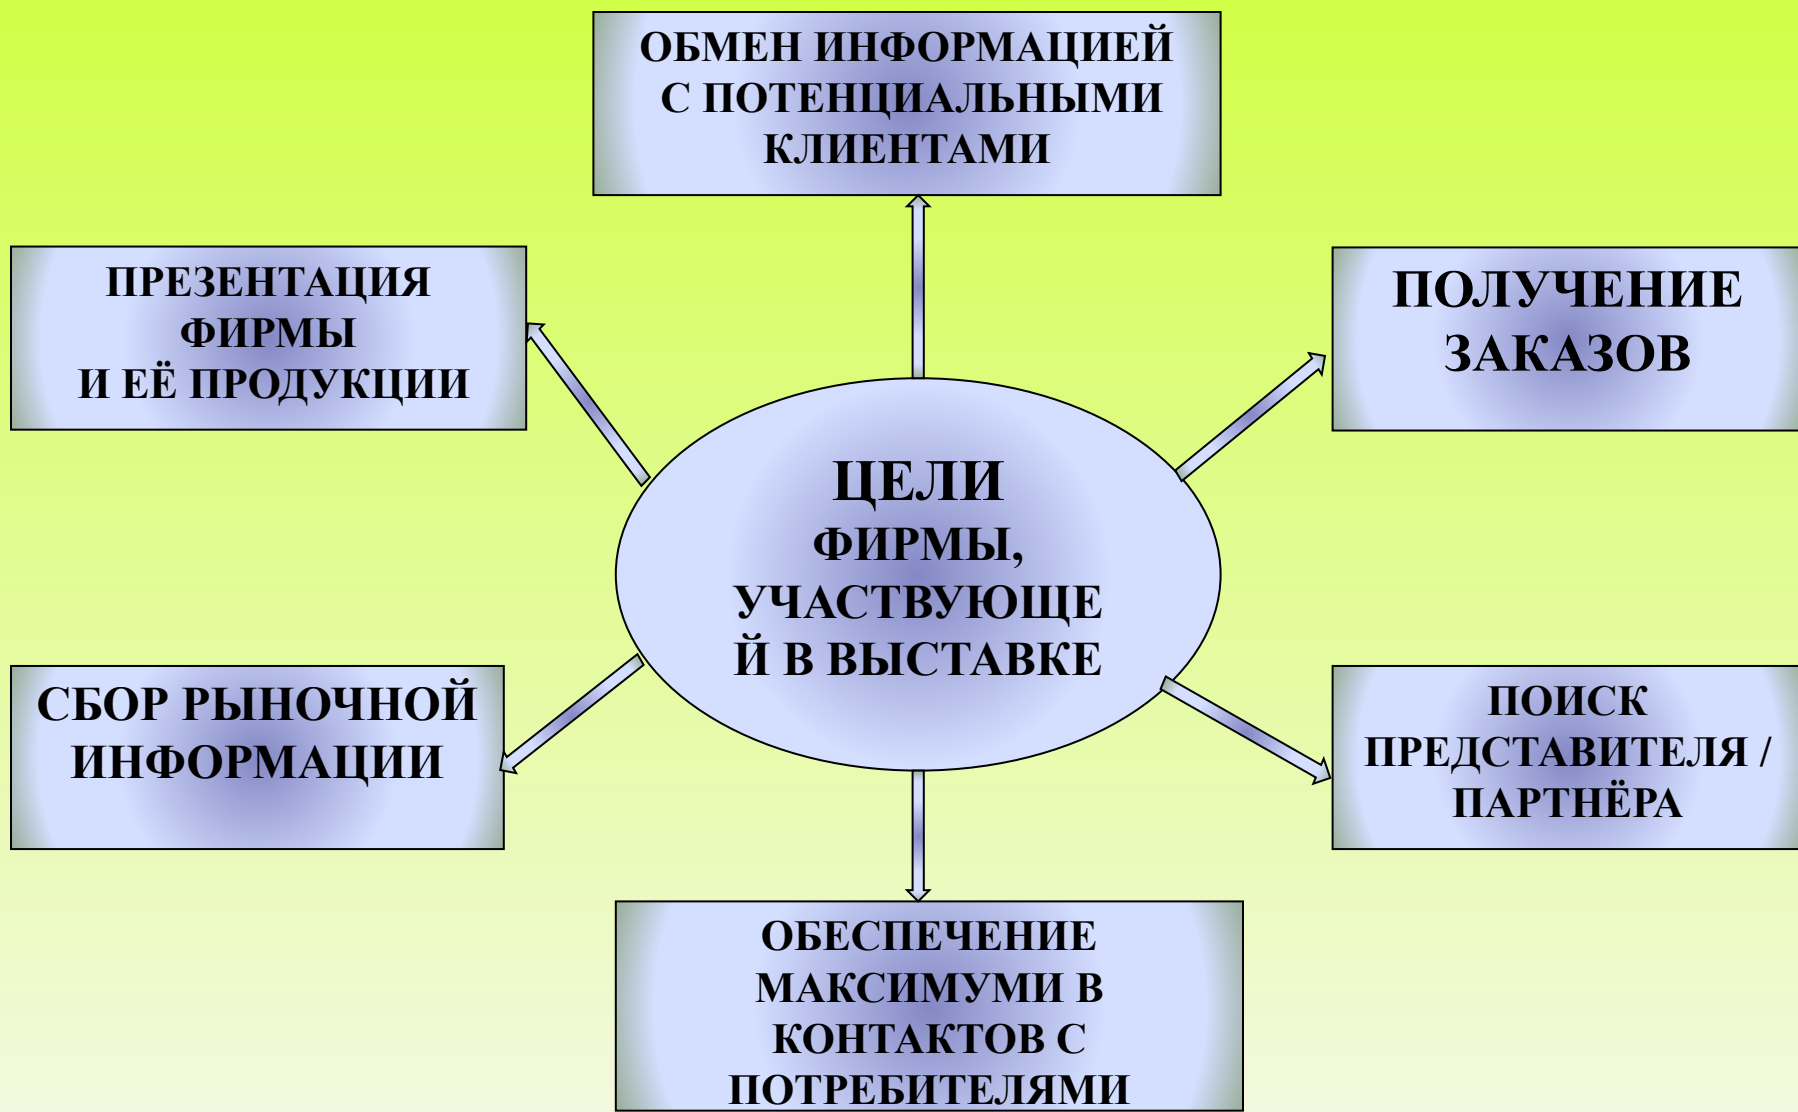 ОБМЕН ИНФОРМАЦИЕЙ
С ПОТЕНЦИАЛЬНЫМИ
КЛИЕНТАМИ
ПРЕЗЕНТАЦИЯ
ФИРМЫ
И ЕЁ ПРОДУКЦИИ
ПОЛУЧЕНИЕ
ЗАКАЗОВ
ЦЕЛИ
ФИРМЫ,
УЧАСТВУЮЩЕ
Й В ВЫСТАВКЕ
СБОР РЫНОЧНОЙ
ИНФОРМАЦИИ
ПОИСК
ПРЕДСТАВИТЕЛЯ /
ПАРТНЁРА
ОБЕСПЕЧЕНИЕ
МАКСИМУМИ В
КОНТАКТОВ С
ПОТРЕБИТЕЛЯМИ